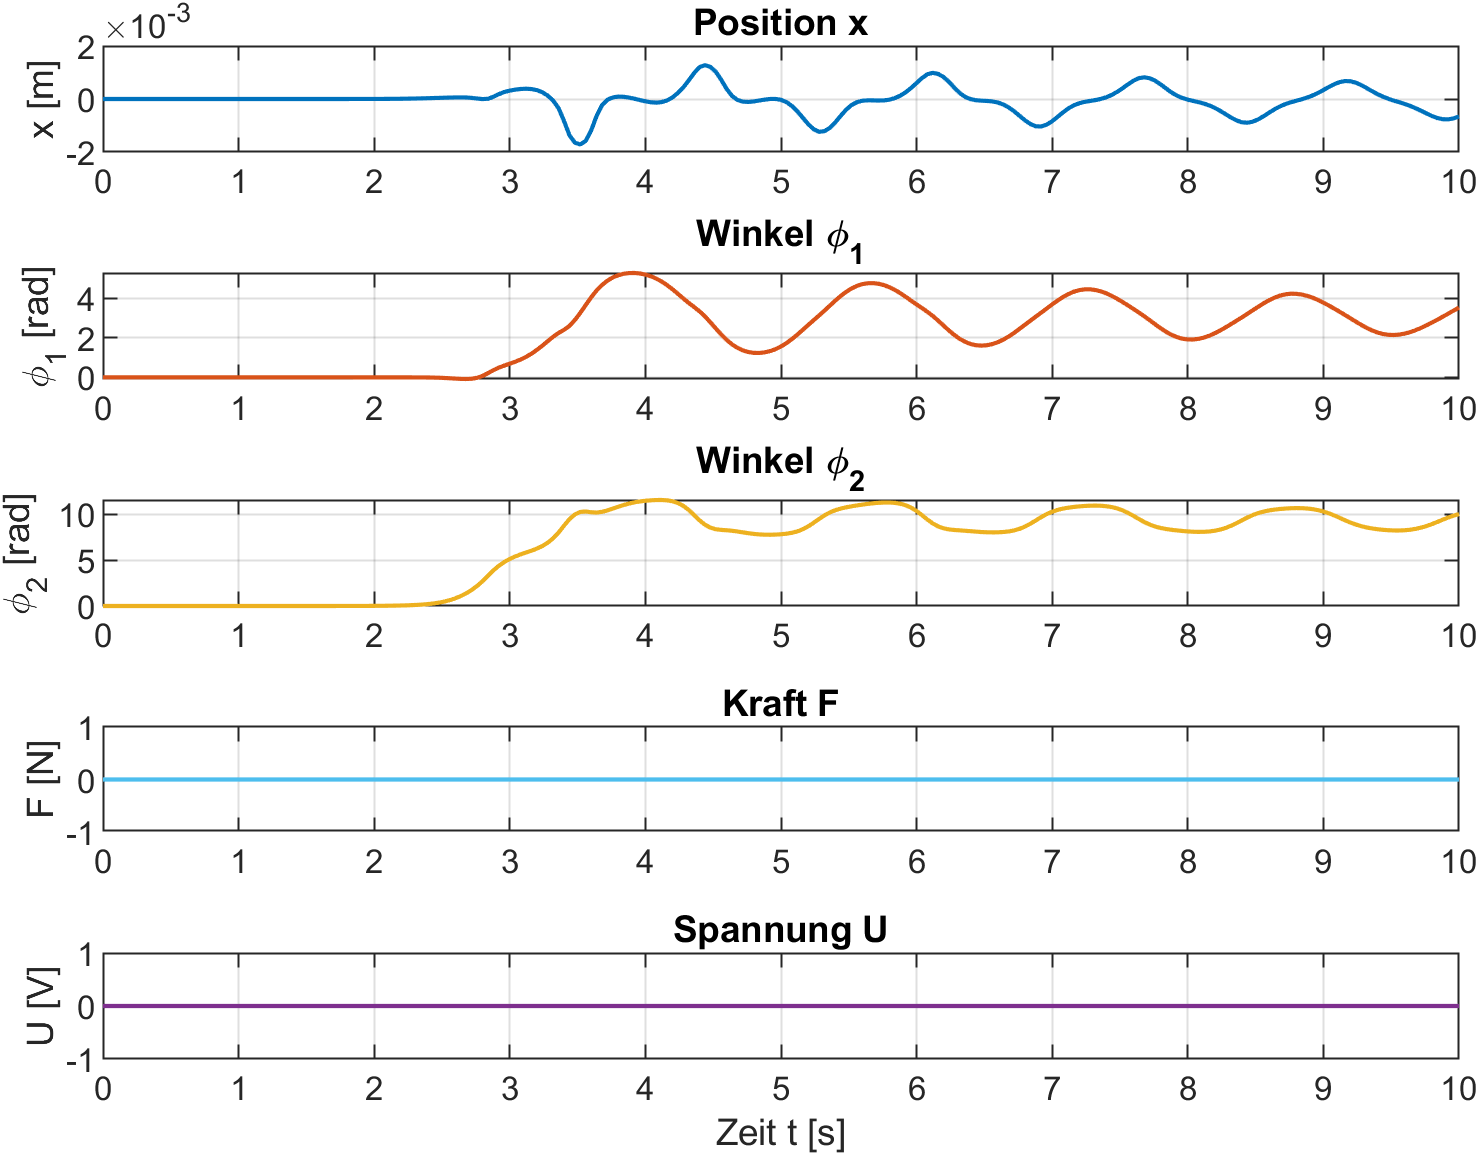 Position x
×10⁻³
x [m]
2
0
-2
0 1 2 3 4 5 6 7 8 9 10
Winkel ϕ₁
ϕ₁ [rad]
4
2
0
0 1 2 3 4 5 6 7 8 9 10
Winkel ϕ₂
ϕ₂ [rad]
10
5
0
0 1 2 3 4 5 6 7 8 9 10
Kraft F
F [N]
1
0
-1
0 1 2 3 4 5 6 7 8 9 10
Spannung U
U [V]
1
0
-1
0 1 2 3 4 5 6 7 8 9 10
Zeit t [s]